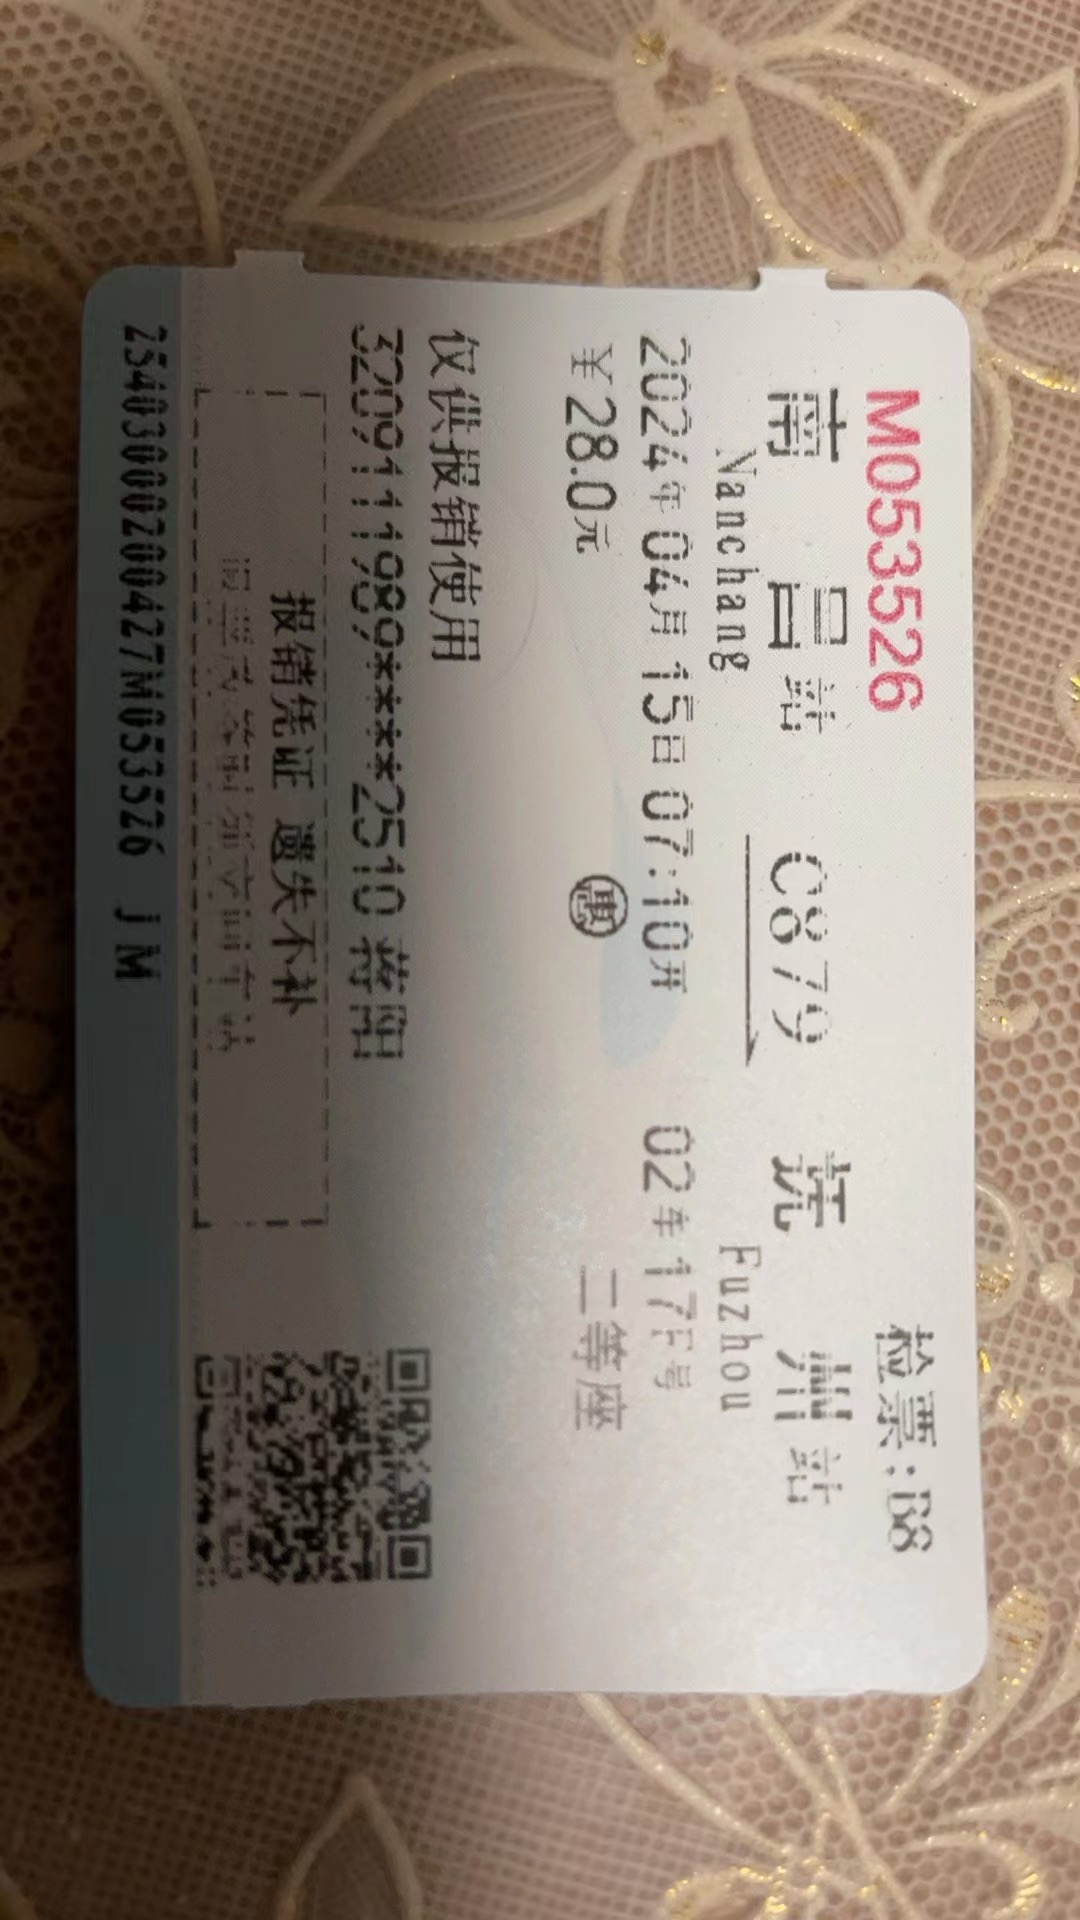 M053526 检票:B8
南昌站 C879 抚州站
Nanchang Fuzhou
2024年04月15日07:10开 02车17F号
￥28.0元 惠 二等座
仅供报销使用
3209111989****2510 蒋阳
报销凭证 遗失不补
25403000200427M053526 JM